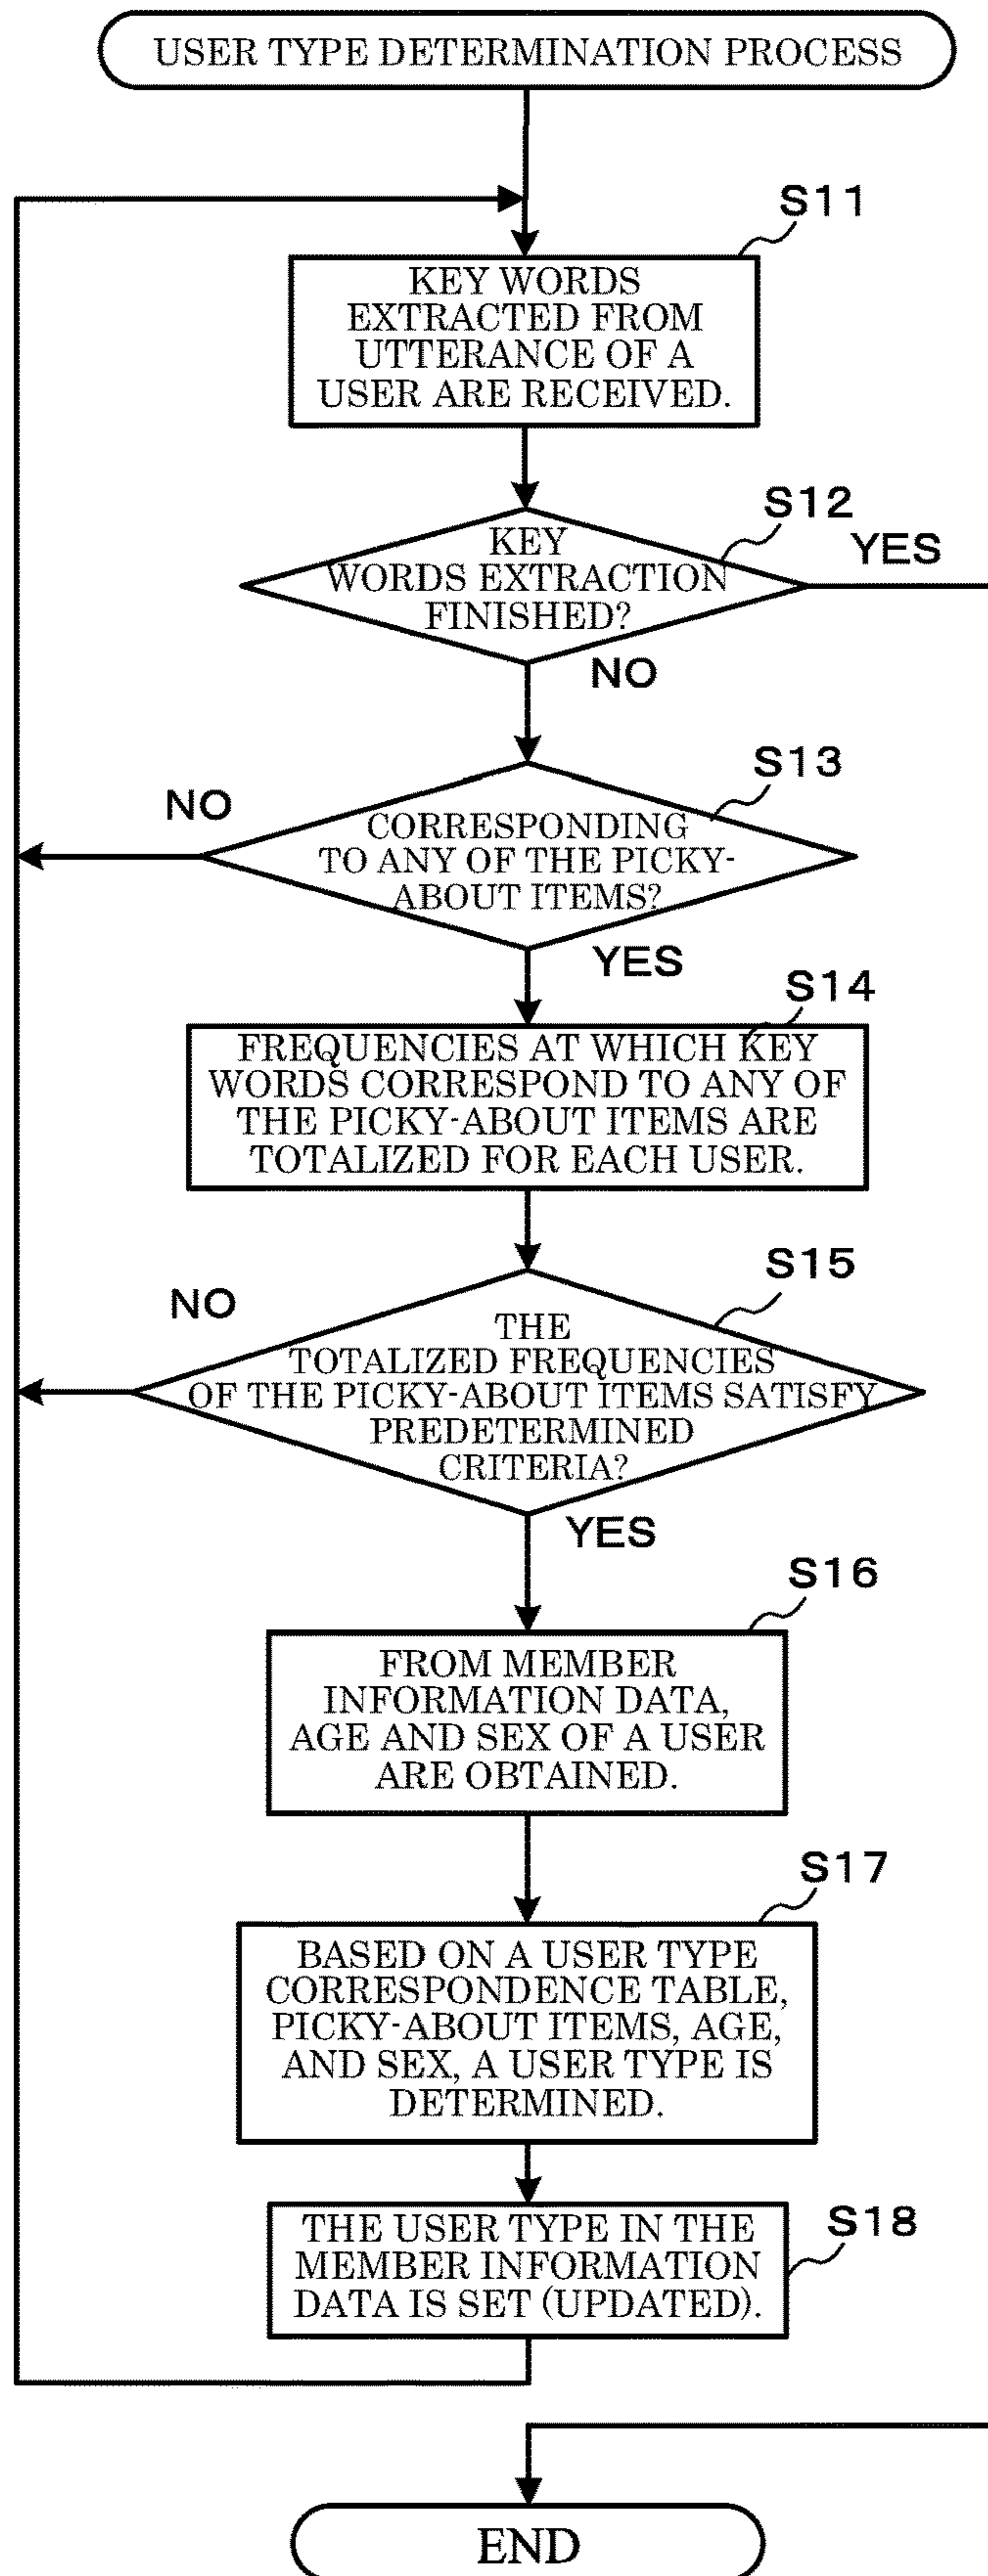 USER TYPE DETERMINATION PROCESS
S11
KEY WORDS
EXTRACTED FROM
UTTERANCE OF A
USER ARE RECEIVED.
S12
YES
KEY
WORDS EXTRACTION
FINISHED?
NO
S13
NO
CORRESPONDING
TO ANY OF THE PICKY-
ABOUT ITEMS?
YES
S14
FREQUENCIES AT WHICH KEY
WORDS CORRESPOND TO ANY OF
THE PICKY-ABOUT ITEMS ARE
TOTALIZED FOR EACH USER.
S15
NO
THE
TOTALIZED FREQUENCIES
OF THE PICKY-ABOUT ITEMS SATISFY
PREDETERMINED
CRITERIA?
YES
S16
FROM MEMBER
INFORMATION DATA,
AGE AND SEX OF A USER
ARE OBTAINED.
S17
BASED ON A USER TYPE
CORRESPONDENCE TABLE,
PICKY-ABOUT ITEMS, AGE,
AND SEX, A USER TYPE IS
DETERMINED.
S18
THE USER TYPE IN THE
MEMBER INFORMATION
DATA IS SET (UPDATED).
END